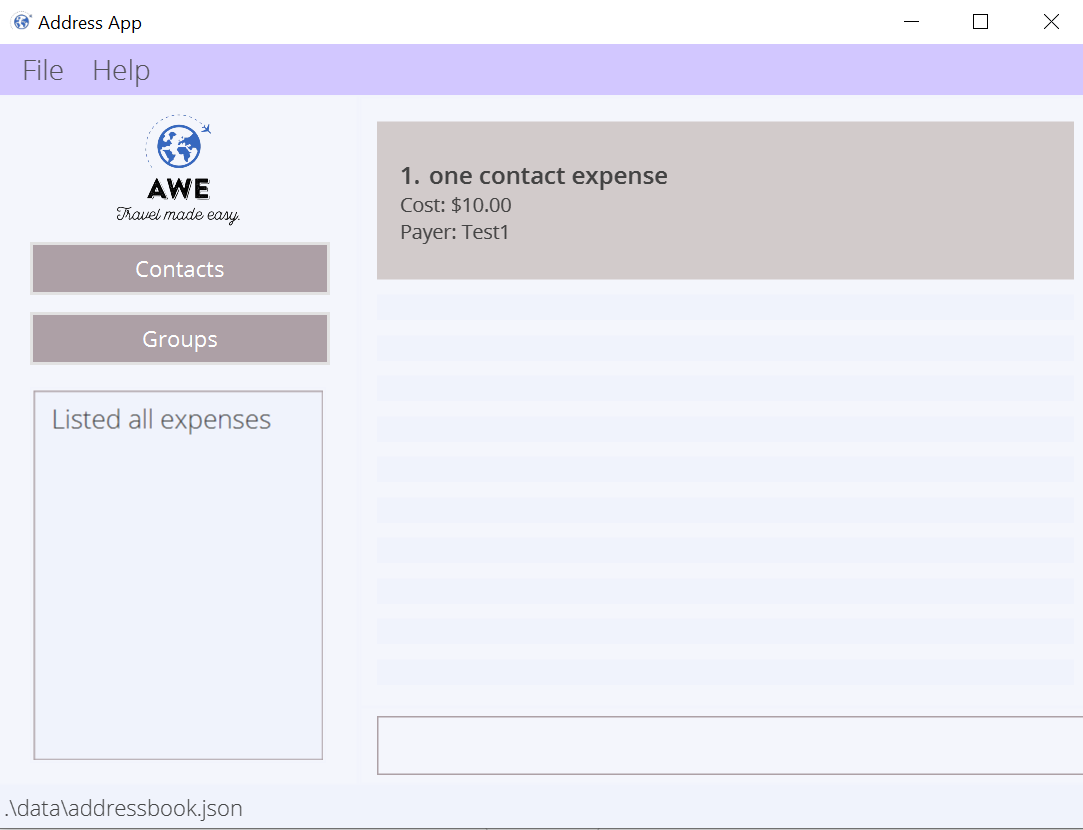 Address App
File Help
AWE
Travel made easy.
Contacts
Groups
Listed all expenses
1. one contact expense
Cost: $10.00
Payer: Test1
.\data\addressbook.json